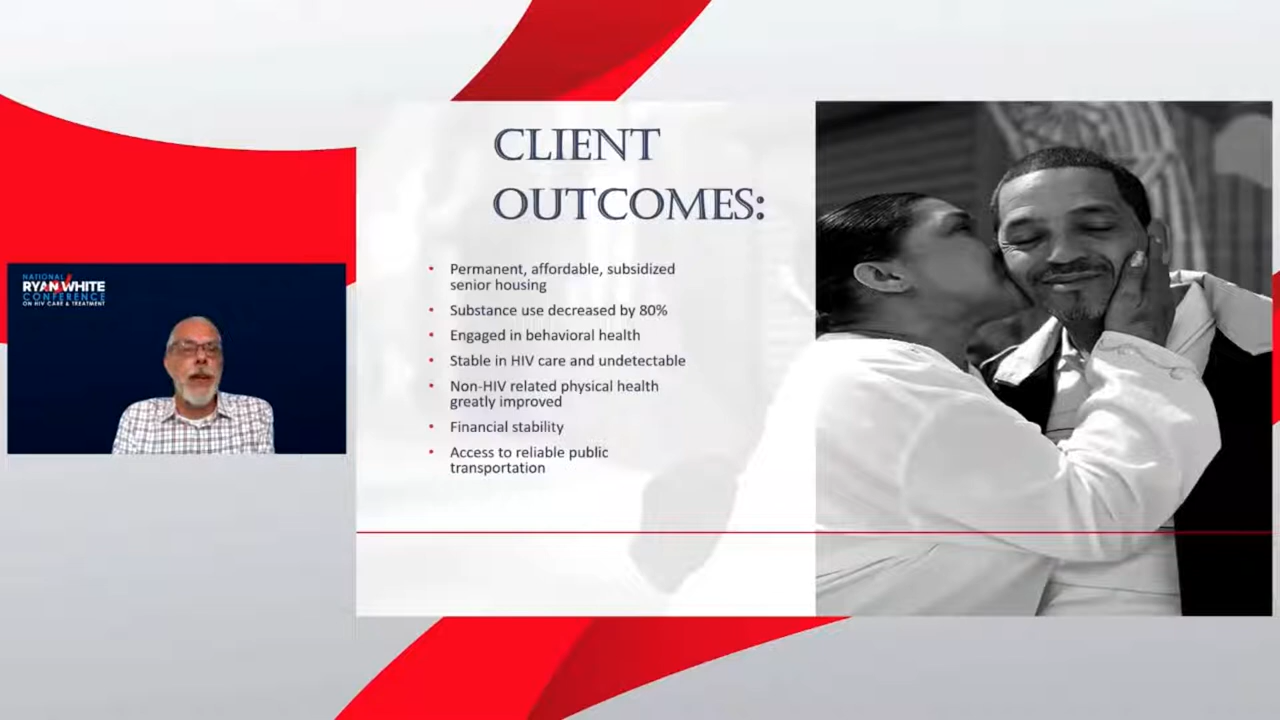 NATIONAL
RYAN WHITE
CONFERENCE
ON HIV CARE & TREATMENT
CLIENT
OUTCOMES:
• Permanent, affordable, subsidized
senior housing
• Substance use decreased by 80%
• Engaged in behavioral health
• Stable in HIV care and undetectable
• Non-HIV related physical health
greatly improved
• Financial stability
• Access to reliable public
transportation